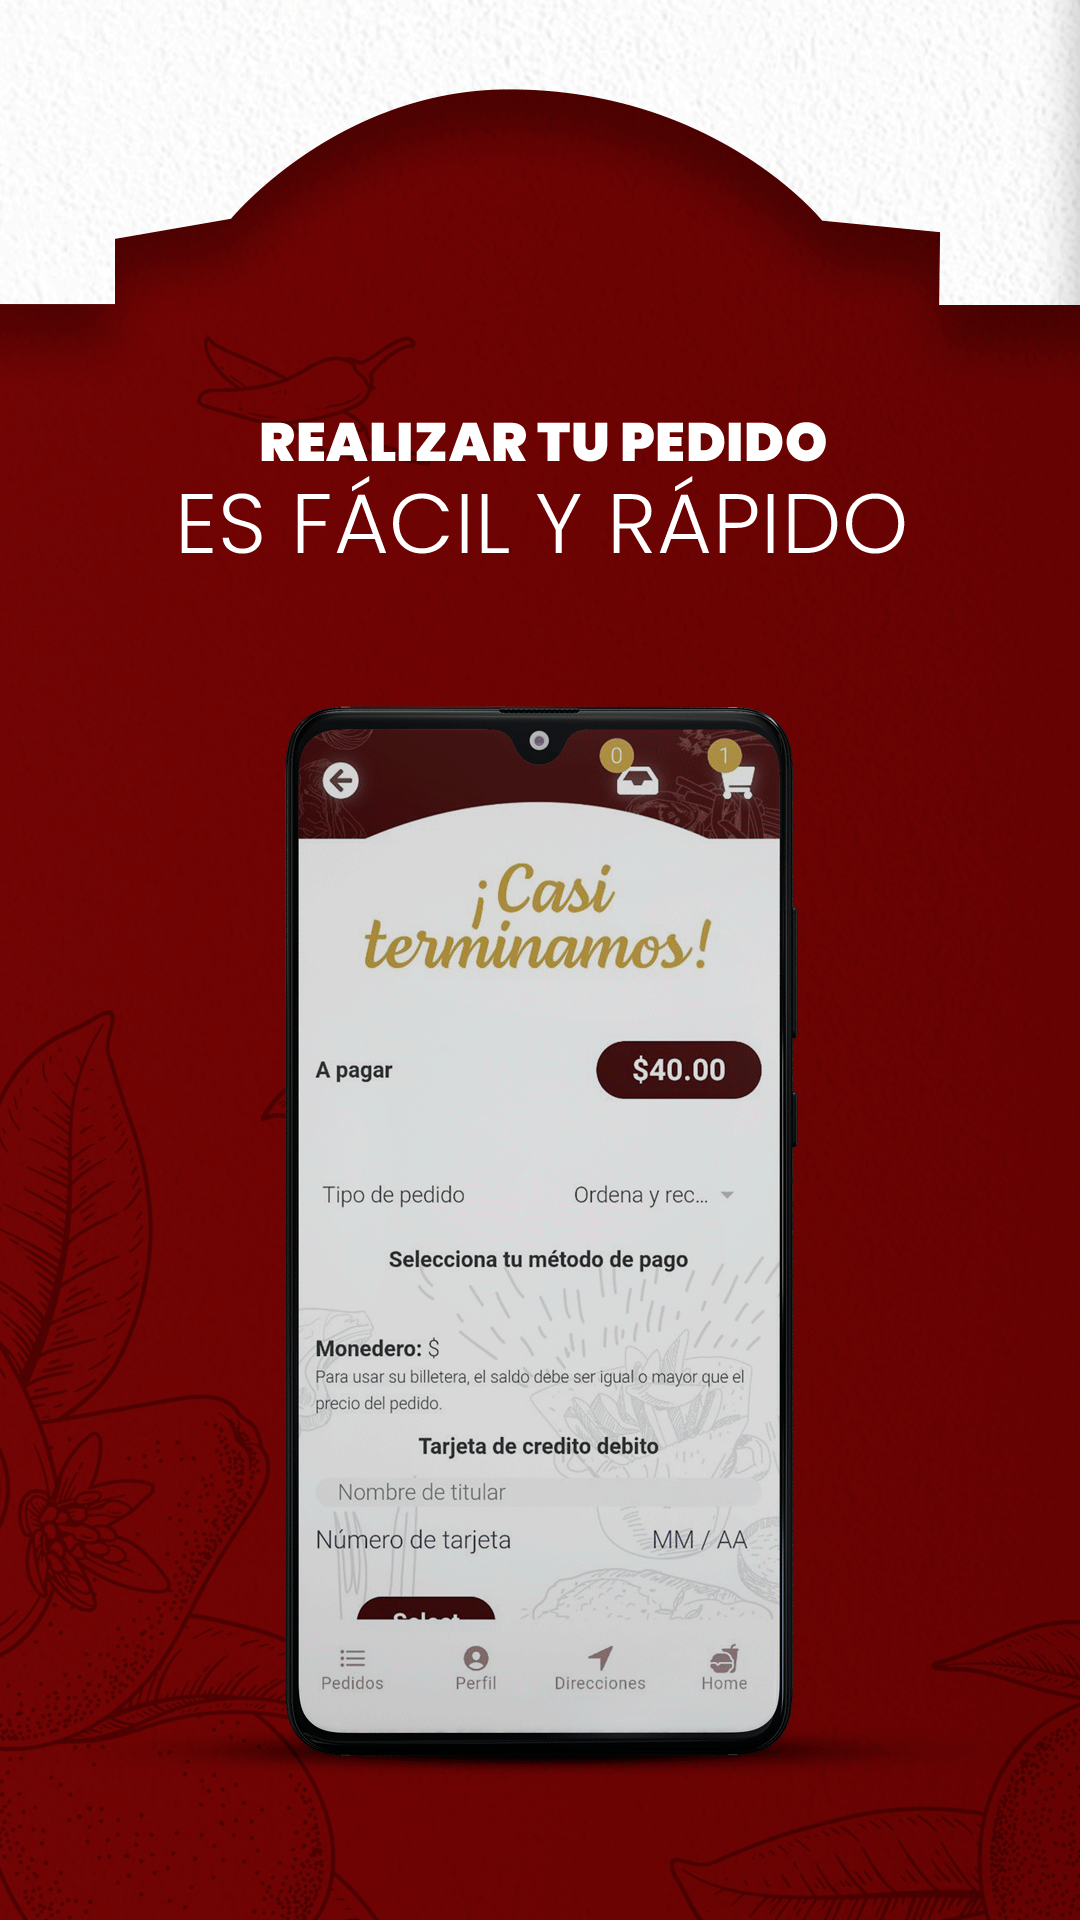 REALIZAR TU PEDIDO
ES FÁCIL Y RÁPIDO
0
1
¡Casi
terminamos!
A pagar
$40.00
Tipo de pedido
Ordena y rec...
Selecciona tu método de pago
Monedero: $
Para usar su billetera, el saldo debe ser igual o mayor que el
precio del pedido.
Tarjeta de credito debito
Nombre de titular
Número de tarjeta
MM / AA
Select
Pedidos
Perfil
Direcciones
Home